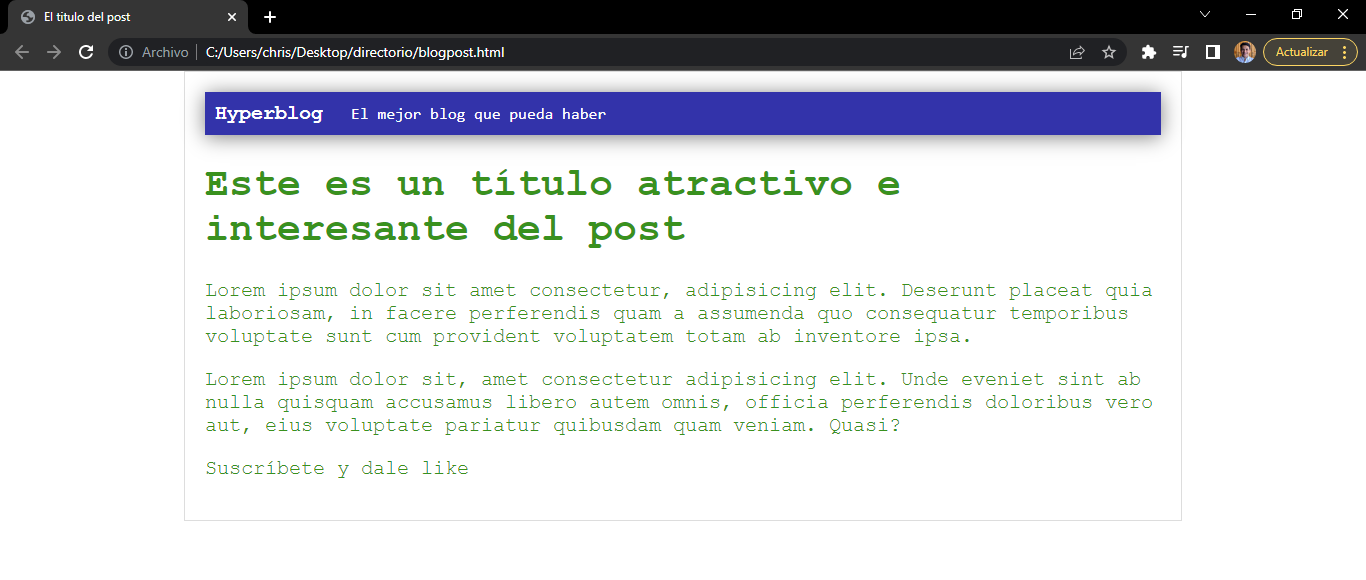 El titulo del post
Archivo
C:/Users/chris/Desktop/directorio/blogpost.html
Actualizar
Hyperblog El mejor blog que pueda haber
Este es un título atractivo e
interesante del post
Lorem ipsum dolor sit amet consectetur, adipisicing elit. Deserunt placeat quia
laboriosam, in facere perferendis quam a assumenda quo consequatur temporibus
voluptate sunt cum provident voluptatem totam ab inventore ipsa.
Lorem ipsum dolor sit, amet consectetur adipisicing elit. Unde eveniet sint ab
nulla quisquam accusamus libero autem omnis, officia perferendis doloribus vero
aut, eius voluptate pariatur quibusdam quam veniam. Quasi?
Suscríbete y dale like